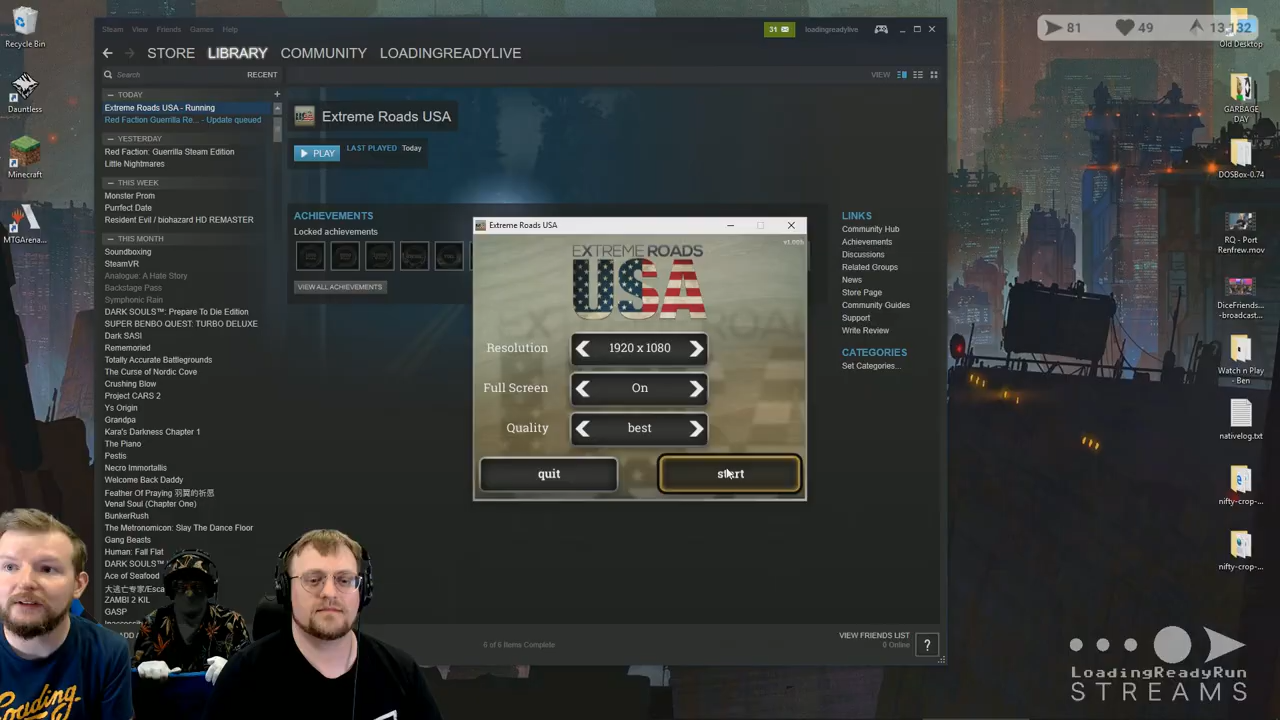 Recycle Bin
Dauntless
Minecraft
MTGArena...
Steam View Friends Games Help
31
loadingreadylive
STORE LIBRARY COMMUNITY LOADINGREADYLIVE
Search
RECENT
VIEW
TODAY
Extreme Roads USA - Running
Red Faction Guerrilla Re... - Update queued
YESTERDAY
Red Faction: Guerrilla Steam Edition
Little Nightmares
THIS WEEK
Monster Prom
Purrfect Date
Resident Evil / biohazard HD REMASTER
THIS MONTH
Soundboxing
SteamVR
Analogue: A Hate Story
Backstage Pass
Symphonic Rain
DARK SOULS™: Prepare To Die Edition
SUPER BENBO QUEST: TURBO DELUXE
Dark SASI
Rememoried
Totally Accurate Battlegrounds
The Curse of Nordic Cove
Crushing Blow
Project CARS 2
Ys Origin
Grandpa
Kara's Darkness Chapter 1
The Piano
Pestis
Necro Immortallis
Welcome Back Daddy
Feather Of Praying 羽翼的祈愿
Venal Soul (Chapter One)
BunkerRush
The Metronomicon: Slay The Dance Floor
Gang Beasts
Human: Fall Flat
DARK SOULS™
Ace of Seafood
大逃亡专家/Esca
ZAMBI 2 KIL
GASP
Extreme Roads USA
PLAY
LAST PLAYED Today
ACHIEVEMENTS
Locked achievements
VIEW ALL ACHIEVEMENTS
LINKS
Community Hub
Achievements
Discussions
Related Groups
News
Store Page
Community Guides
Support
Write Review
CATEGORIES
Set Categories...
Extreme Roads USA
EXTREME ROADS
USA
Resolution
1920 x 1080
Full Screen
On
Quality
best
quit
start
6 of 6 Items Complete
VIEW FRIENDS LIST
0 Online
?
81 49 13-132
Old Desktop
GARBAGE DAY
DOSBox-0.74
RQ - Port Renfrew.mov
DiceFriends-broadcast...
Watch n Play - Ben
nativelog.txt
nifty-crop-...
nifty-crop-...
LoadingReadyRun
STREAMS
Loading